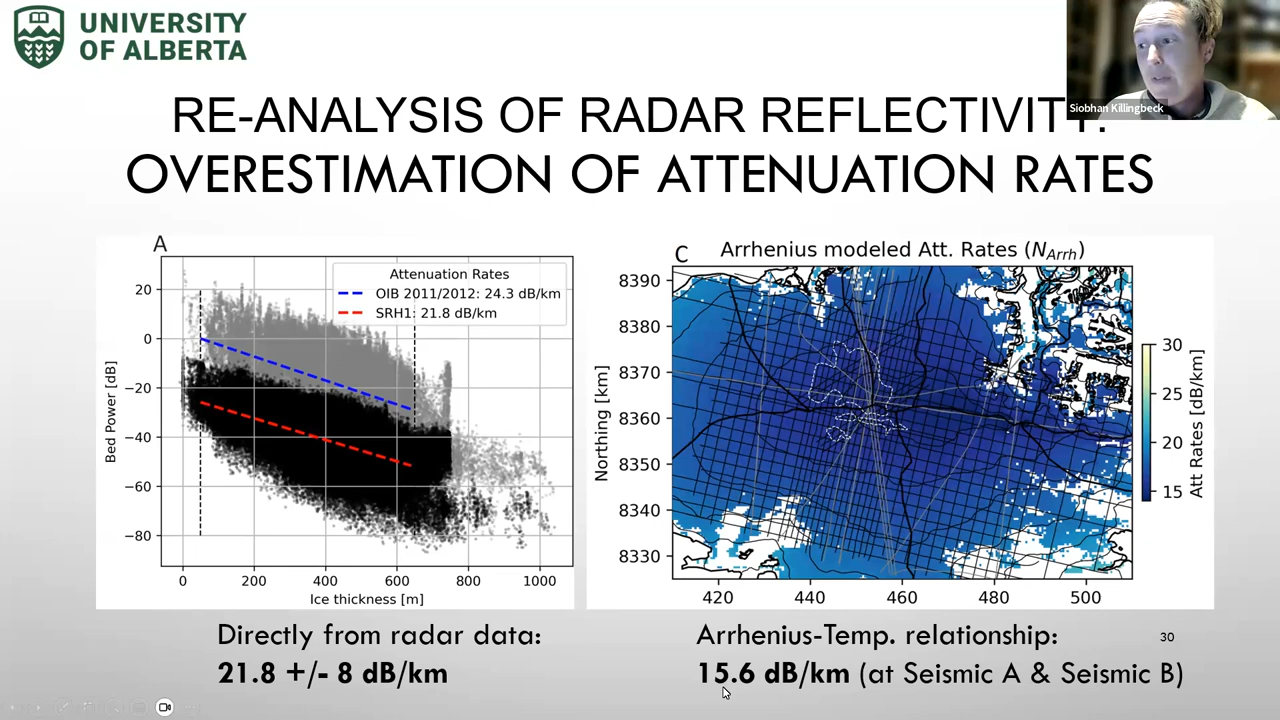 UNIVERSITY
OF ALBERTA
Siobhan Killingbeck
RE-ANALYSIS OF RADAR REFLECTIVITY:
OVERESTIMATION OF ATTENUATION RATES
A
Attenuation Rates
OIB 2011/2012: 24.3 dB/km
SRH1: 21.8 dB/km
20
0
−20
−40
−60
−80
Bed Power [dB]
0 200 400 600 800 1000
Ice thickness [m]
C Arrhenius modeled Att. Rates (N_Arrh)
8390
8380
8370
8360
8350
8340
8330
Northing [km]
420 440 460 480 500
30
25
20
15
Att Rates [dB/km]
Directly from radar data:
21.8 +/- 8 dB/km
Arrhenius-Temp. relationship:
15.6 dB/km (at Seismic A & Seismic B)
30